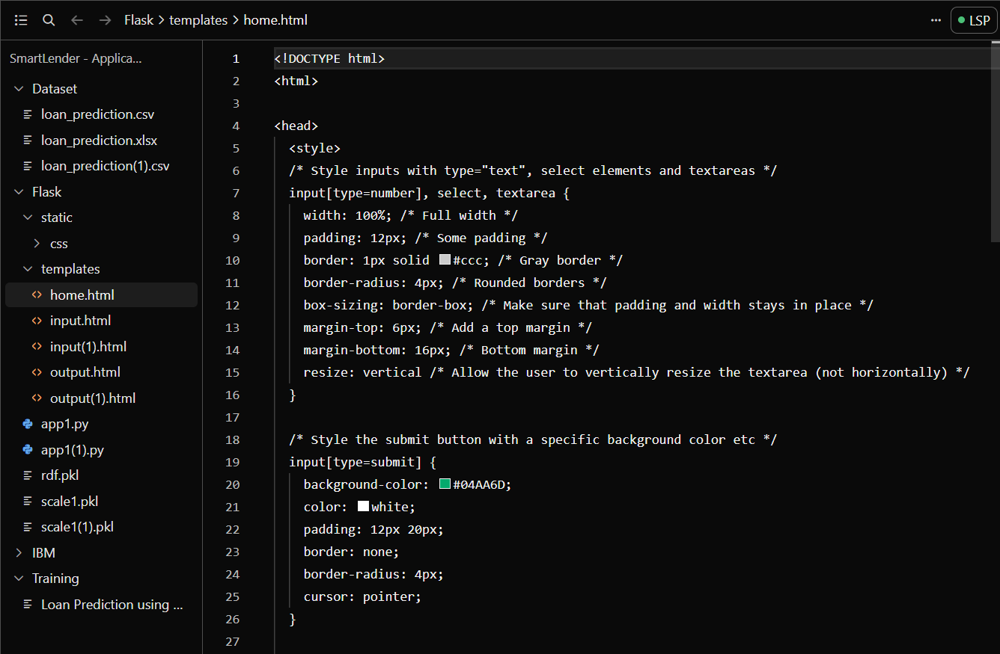 Flask > templates > home.html
LSP
SmartLender - Applica...
Dataset
loan_prediction.csv
loan_prediction.xlsx
loan_prediction(1).csv
Flask
static
css
templates
home.html
input.html
input(1).html
output.html
output(1).html
app1.py
app1(1).py
rdf.pkl
scale1.pkl
scale1(1).pkl
IBM
Training
Loan Prediction using ...
1 <!DOCTYPE html>
2 <html>
3
4 <head>
5   <style>
6   /* Style inputs with type="text", select elements and textareas */
7   input[type=number], select, textarea {
8     width: 100%; /* Full width */
9     padding: 12px; /* Some padding */
10     border: 1px solid #ccc; /* Gray border */
11     border-radius: 4px; /* Rounded borders */
12     box-sizing: border-box; /* Make sure that padding and width stays in place */
13     margin-top: 6px; /* Add a top margin */
14     margin-bottom: 16px; /* Bottom margin */
15     resize: vertical /* Allow the user to vertically resize the textarea (not horizontally) */
16   }
17
18   /* Style the submit button with a specific background color etc */
19   input[type=submit] {
20     background-color: #04AA6D;
21     color: white;
22     padding: 12px 20px;
23     border: none;
24     border-radius: 4px;
25     cursor: pointer;
26   }
27